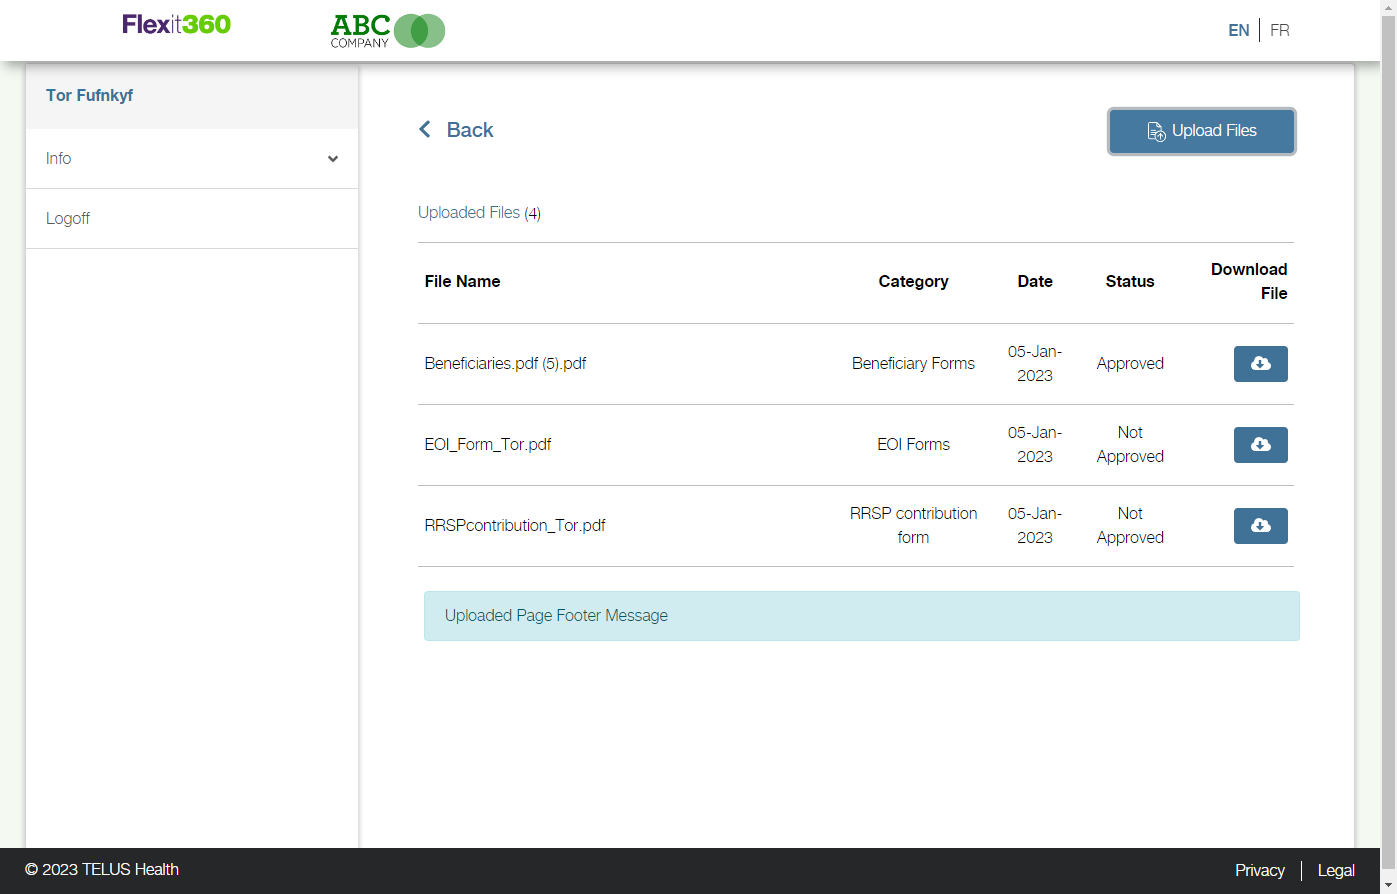 Flexit360
ABC
COMPANY
EN
FR
Tor Fufnkyf
Info
Logoff
Back
Upload Files
Uploaded Files (4)
File Name
Category
Date
Status
Download
File
Beneficiaries.pdf (5).pdf
Beneficiary Forms
05-Jan-
2023
Approved
EOI_Form_Tor.pdf
EOI Forms
05-Jan-
2023
Not
Approved
RRSPcontribution_Tor.pdf
RRSP contribution
form
05-Jan-
2023
Not
Approved
Uploaded Page Footer Message
© 2023 TELUS Health
Privacy
Legal